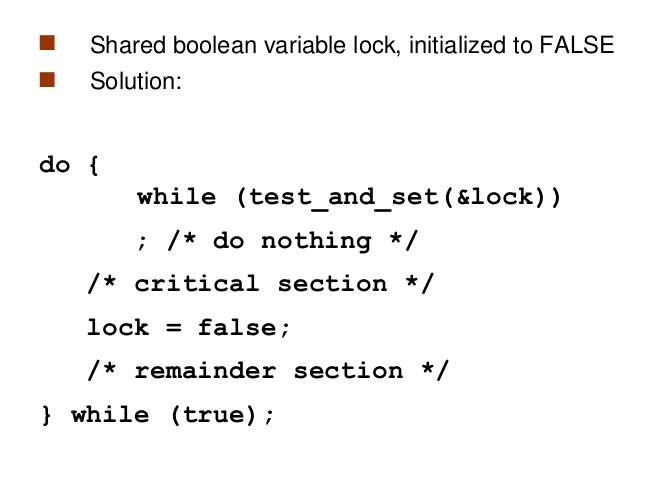 Shared boolean variable lock, initialized to FALSE
Solution:
do {
while (test_and_set(&lock))
; /* do nothing */
/* critical section */
lock = false;
/* remainder section */
} while (true);